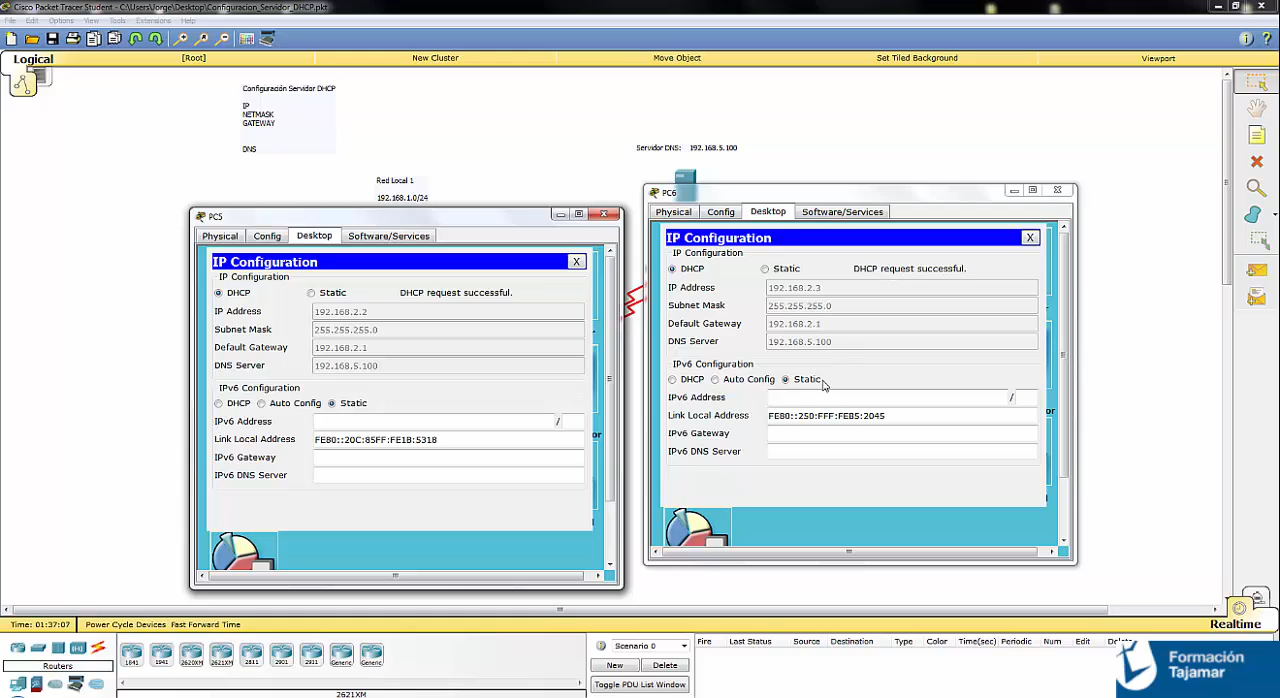 Cisco Packet Tracer Student - C:\Users\Jorge\Desktop\Configuracion_Servidor_DHCP.pkt
File Edit Options View Tools Extensions Help
Logical
[Root]
New Cluster
Move Object
Set Tiled Background
Viewport
Configuración Servidor DHCP
IP
NETMASK
GATEWAY
DNS
Servidor DNS: 192.168.5.100
Red Local 1
192.168.1.0/24
PC5
Physical Config Desktop Software/Services
IP Configuration X
IP Configuration
DHCP Static DHCP request successful.
IP Address 192.168.2.2
Subnet Mask 255.255.255.0
Default Gateway 192.168.2.1
DNS Server 192.168.5.100
IPv6 Configuration
DHCP Auto Config Static
IPv6 Address /
Link Local Address FE80::20C:85FF:FE1B:5318
IPv6 Gateway
IPv6 DNS Server
PC6
Physical Config Desktop Software/Services
IP Configuration X
IP Configuration
DHCP Static DHCP request successful.
IP Address 192.168.2.3
Subnet Mask 255.255.255.0
Default Gateway 192.168.2.1
DNS Server 192.168.5.100
IPv6 Configuration
DHCP Auto Config Static
IPv6 Address /
Link Local Address FE80::250:FFF:FEB5:2045
IPv6 Gateway
IPv6 DNS Server
Time: 01:37:07 Power Cycle Devices Fast Forward Time
Realtime
Routers
1841 1941 2620XM 2621XM 2811 2901 2911 Generic Generic
2621XM
Scenario 0
New Delete
Toggle PDU List Window
Fire Last Status Source Destination Type Color Time(sec) Periodic Num Edit
Formación
Tajamar